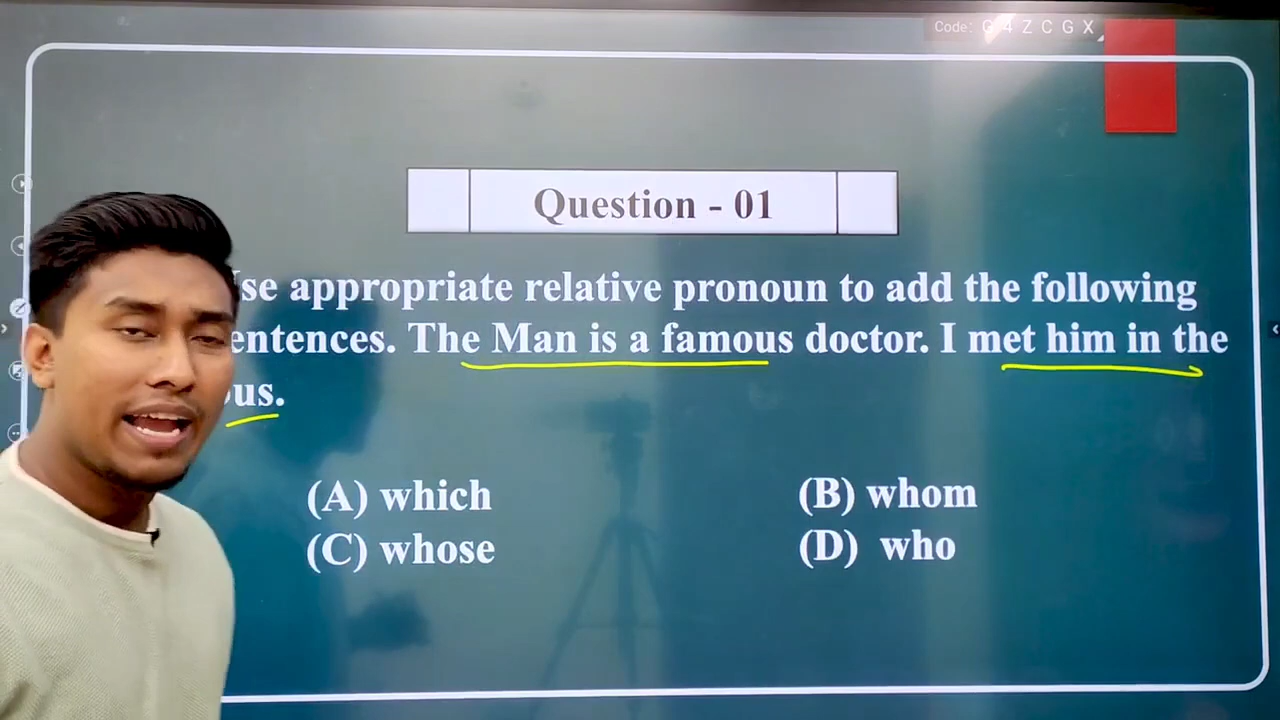 Code: G 4 Z C G X
Question - 01
se appropriate relative pronoun to add the following
entences. The Man is a famous doctor. I met him in the
us.
(A) which (B) whom
(C) whose (D) who